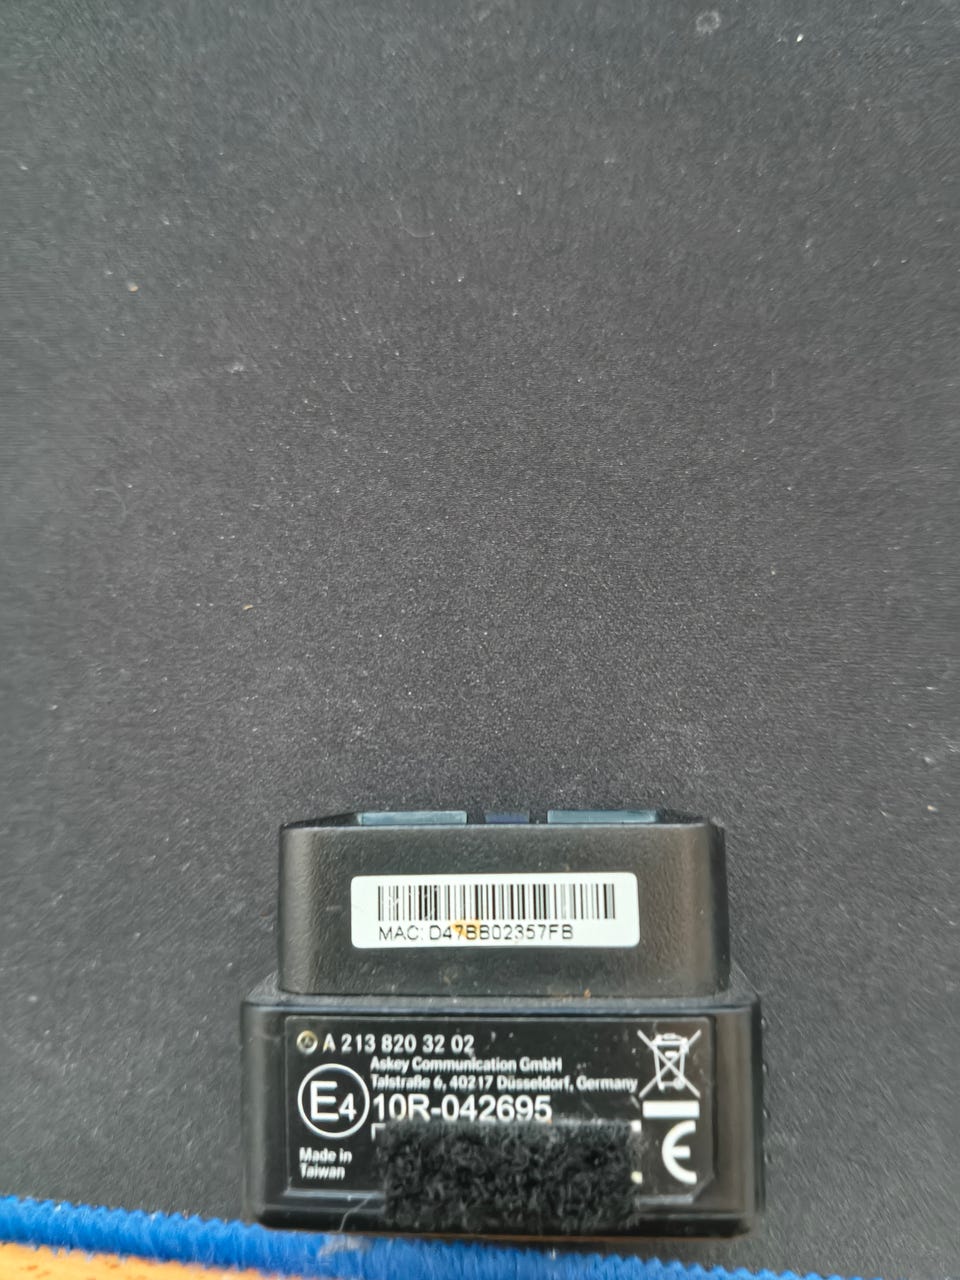 MAC: D47BB02357FB
A 213 820 32 02
Askey Communication GmbH
Talstraße 6, 40217 Düsseldorf, Germany
E4
10R-042695
CE
Made in
Taiwan